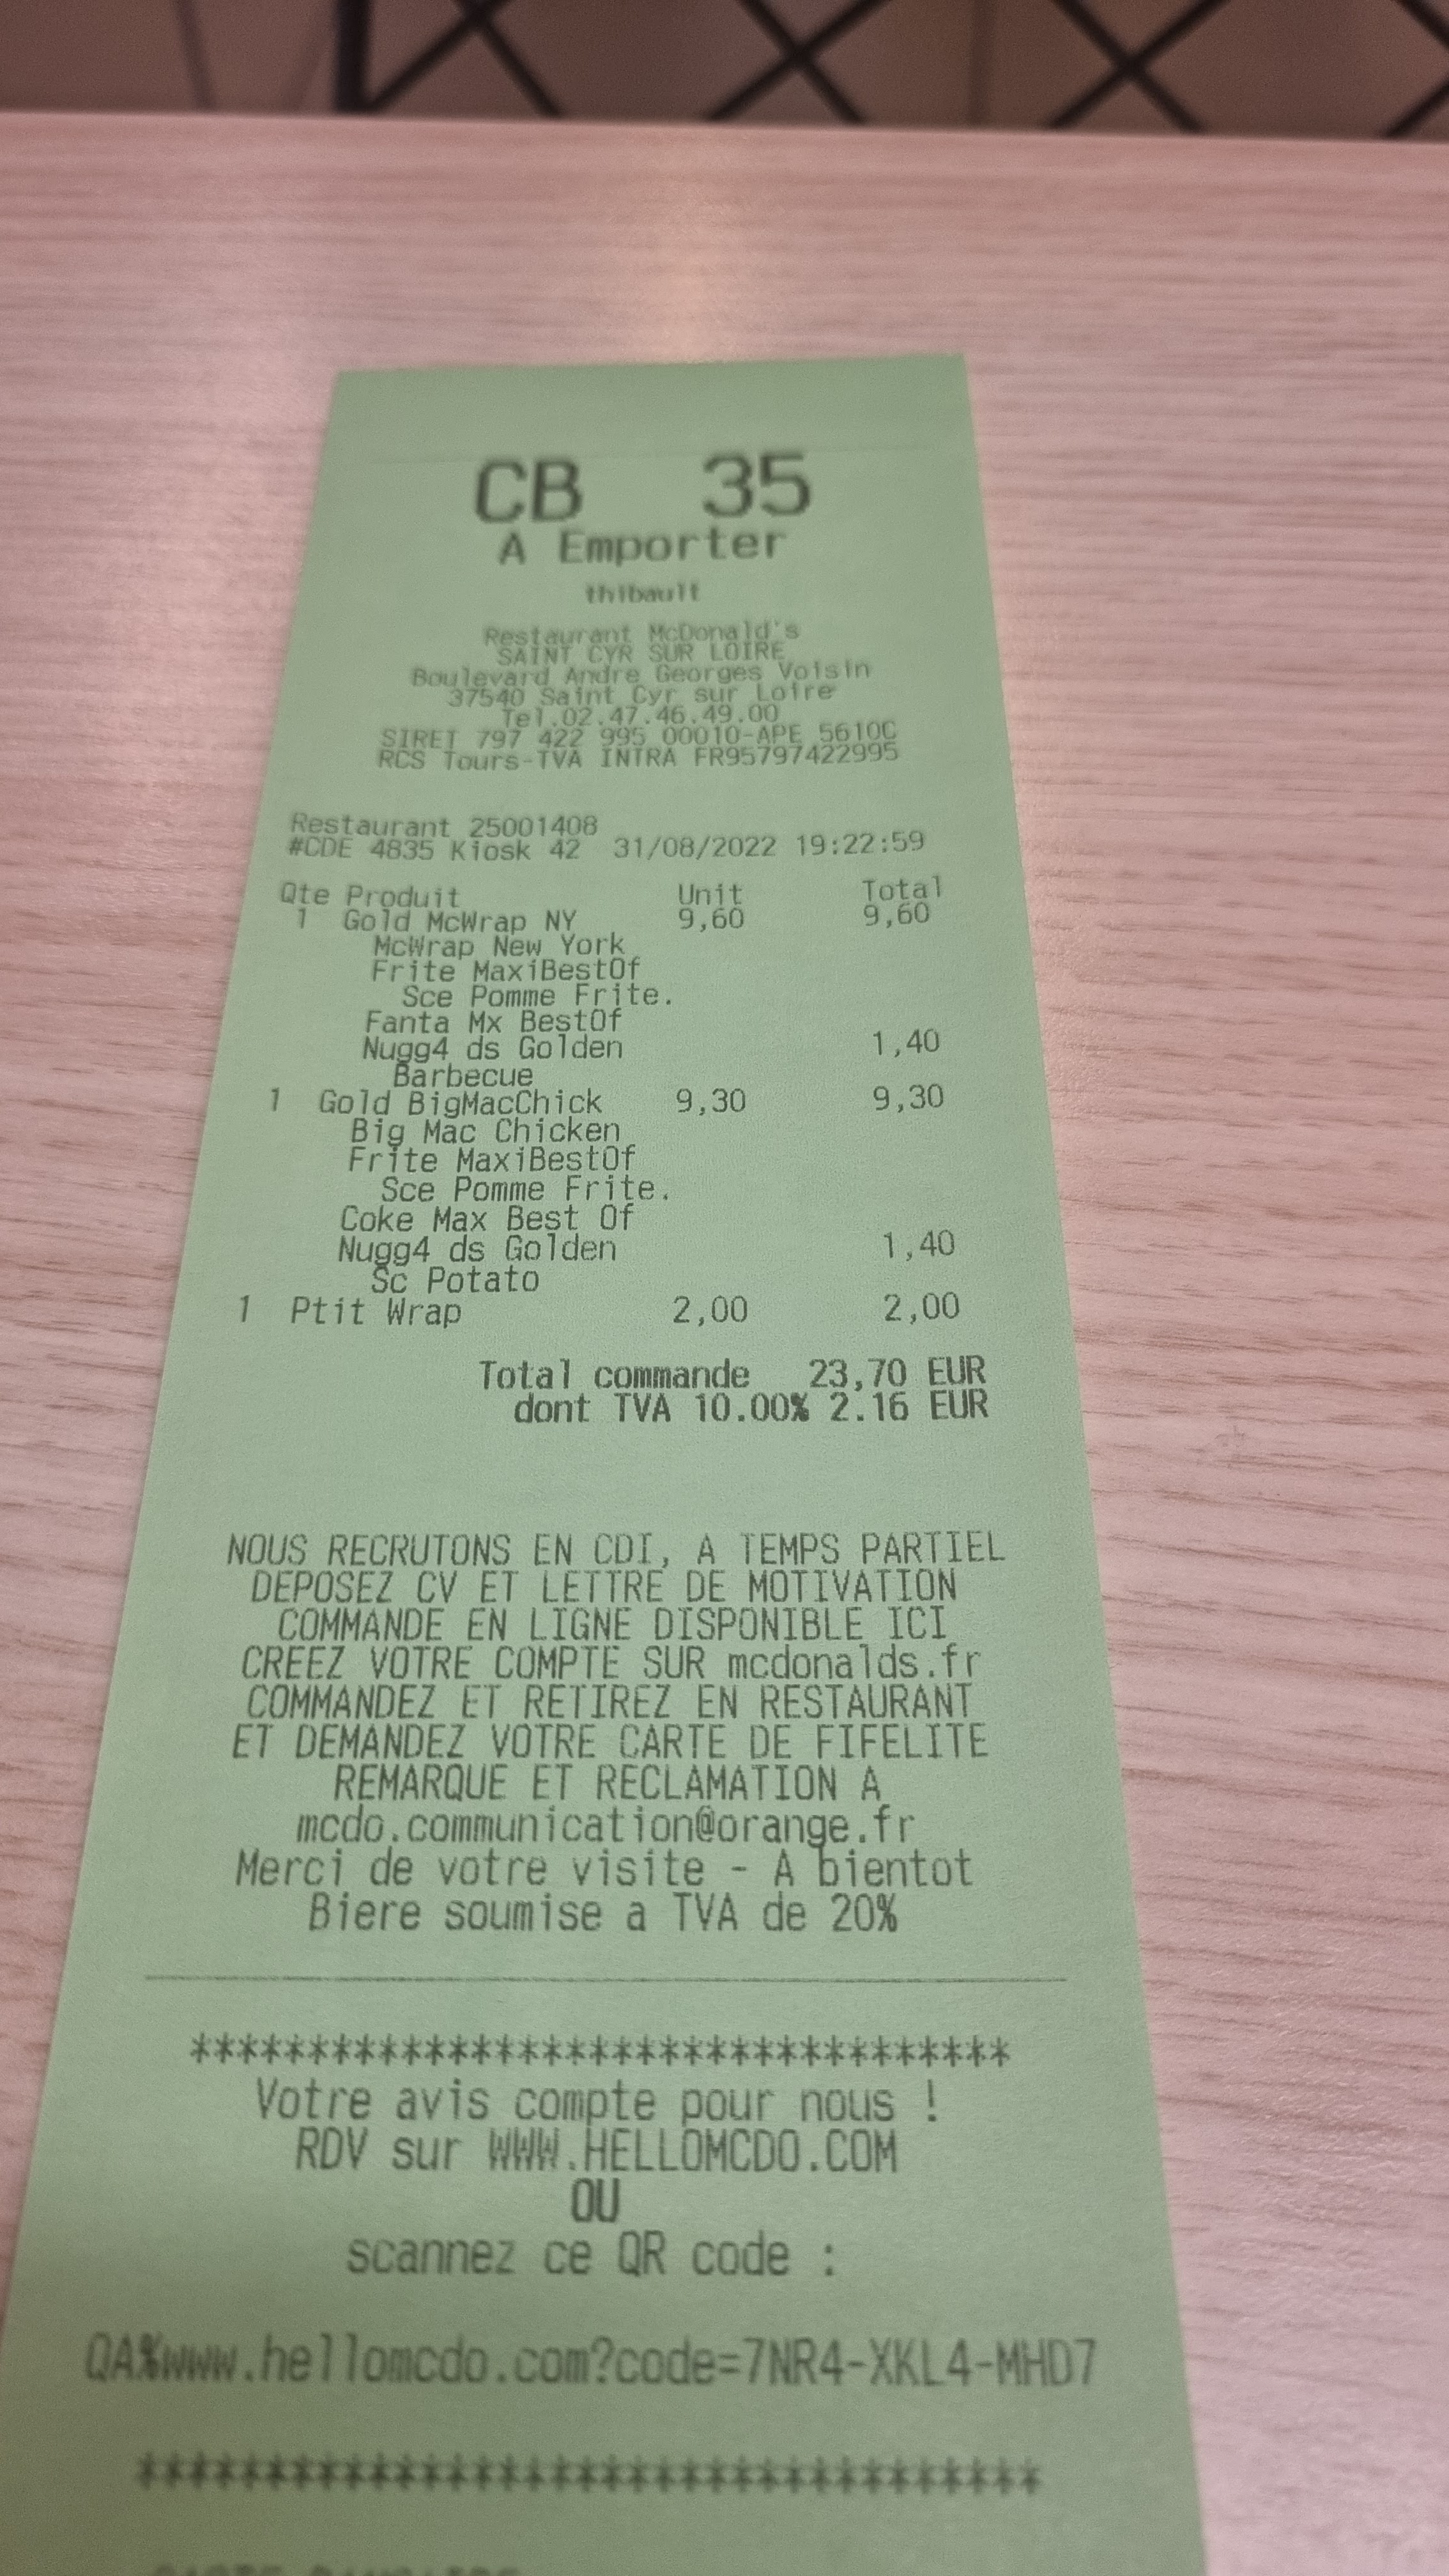 CB 35
A Emporter
thibault
Restaurant McDonald's
SAINT CYR SUR LOIRE
Boulevard Andre Georges Voisin
37540 Saint Cyr sur Loire
Tel.02.47.46.49.00
SIRET 797 422 995 00010-APE 5610C
RCS Tours-TVA INTRA FR95797422995
Restaurant 25001408
#CDE 4835 Kiosk 42 31/08/2022 19:22:59
Qte Produit Unit Total
1 Gold McWrap NY 9,60 9,60
McWrap New York
Frite MaxiBestOf
Sce Pomme Frite.
Fanta Mx BestOf
Nugg4 ds Golden 1,40
Barbecue
1 Gold BigMacChick 9,30 9,30
Big Mac Chicken
Frite MaxiBestOf
Sce Pomme Frite.
Coke Max Best Of
Nugg4 ds Golden 1,40
Sc Potato
1 Ptit Wrap 2,00 2,00
Total commande 23,70 EUR
dont TVA 10.00% 2.16 EUR
NOUS RECRUTONS EN CDI, A TEMPS PARTIEL
DEPOSEZ CV ET LETTRE DE MOTIVATION
COMMANDE EN LIGNE DISPONIBLE ICI
CREEZ VOTRE COMPTE SUR mcdonalds.fr
COMMANDEZ ET RETIREZ EN RESTAURANT
ET DEMANDEZ VOTRE CARTE DE FIFELITE
REMARQUE ET RECLAMATION A
mcdo.communication@orange.fr
Merci de votre visite - A bientot
Biere soumise a TVA de 20%
***********************************
Votre avis compte pour nous !
RDV sur WWW.HELLOMCDO.COM
OU
scannez ce QR code :
QA%www.hellomcdo.com?code=7NR4-XKL4-MHD7
***********************************